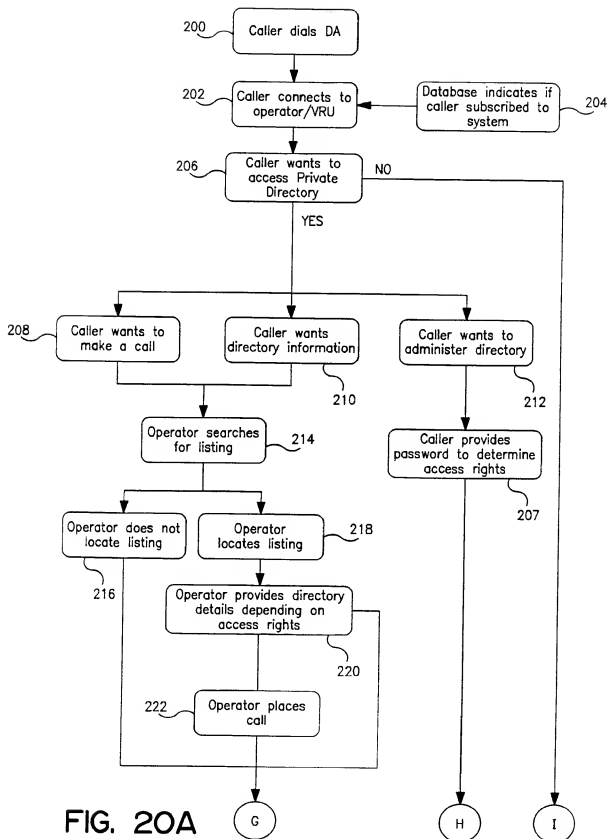 200
Caller dials DA
202
Caller connects to
operator/VRU
Database indicates if
caller subscribed to
system
204
206
Caller wants to
access Private
Directory
NO
YES
208
Caller wants to
make a call
Caller wants
directory information
210
Caller wants to
administer directory
212
Operator searches
for listing
214
Caller provides
password to determine
access rights
207
Operator does not
locate listing
216
Operator
locates listing
218
Operator provides directory
details depending on
access rights
220
222
Operator places
call
FIG. 20A
G
H
I